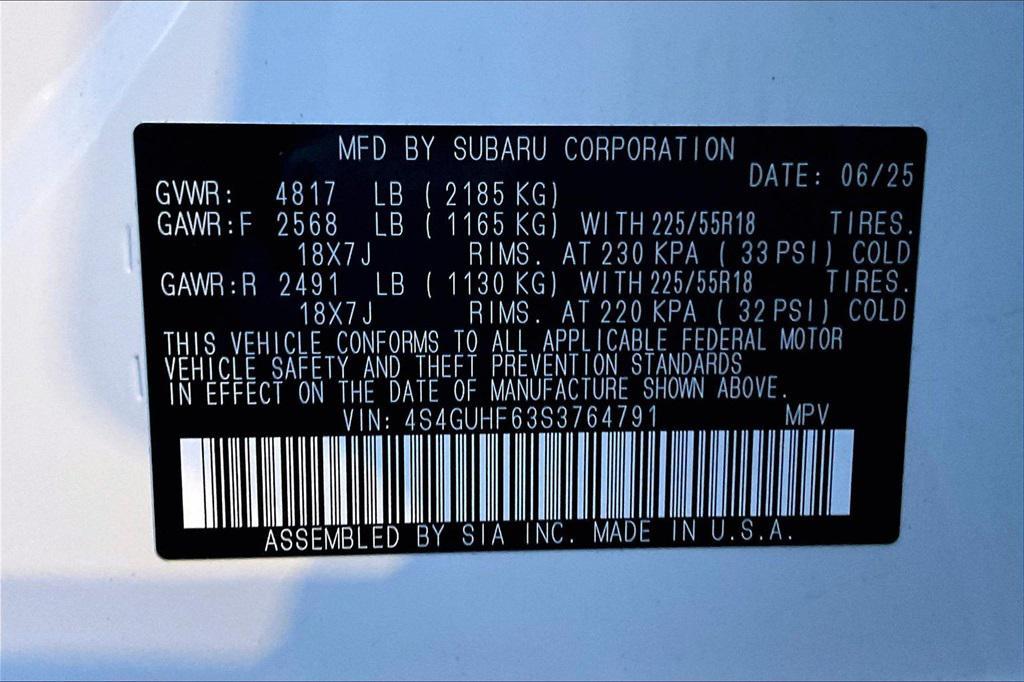 MFD BY SUBARU CORPORATION
DATE: 06/25
GVWR: 4817 LB ( 2185 KG)
GAWR:F 2568 LB ( 1165 KG) WITH 225/55R18 TIRES.
18X7J RIMS. AT 230 KPA ( 33 PSI) COLD
GAWR:R 2491 LB ( 1130 KG) WITH 225/55R18 TIRES.
18X7J RIMS. AT 220 KPA ( 32 PSI) COLD
THIS VEHICLE CONFORMS TO ALL APPLICABLE FEDERAL MOTOR
VEHICLE SAFETY AND THEFT PREVENTION STANDARDS
IN EFFECT ON THE DATE OF MANUFACTURE SHOWN ABOVE.
VIN: 4S4GUHF63S3764791 MPV
ASSEMBLED BY SIA INC. MADE IN U.S.A.